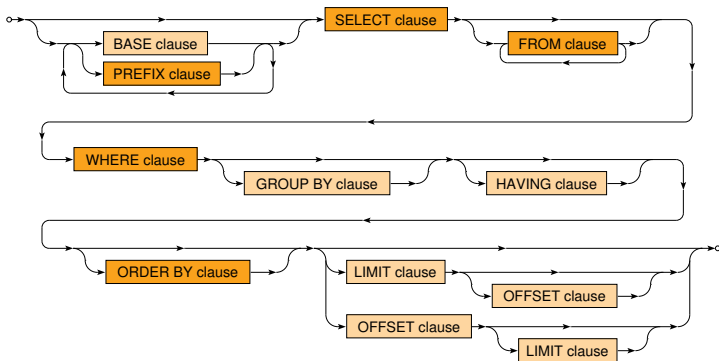 SELECT clause
BASE clause
FROM clause
PREFIX clause
WHERE clause
GROUP BY clause
HAVING clause
ORDER BY clause
LIMIT clause
OFFSET clause
OFFSET clause
LIMIT clause